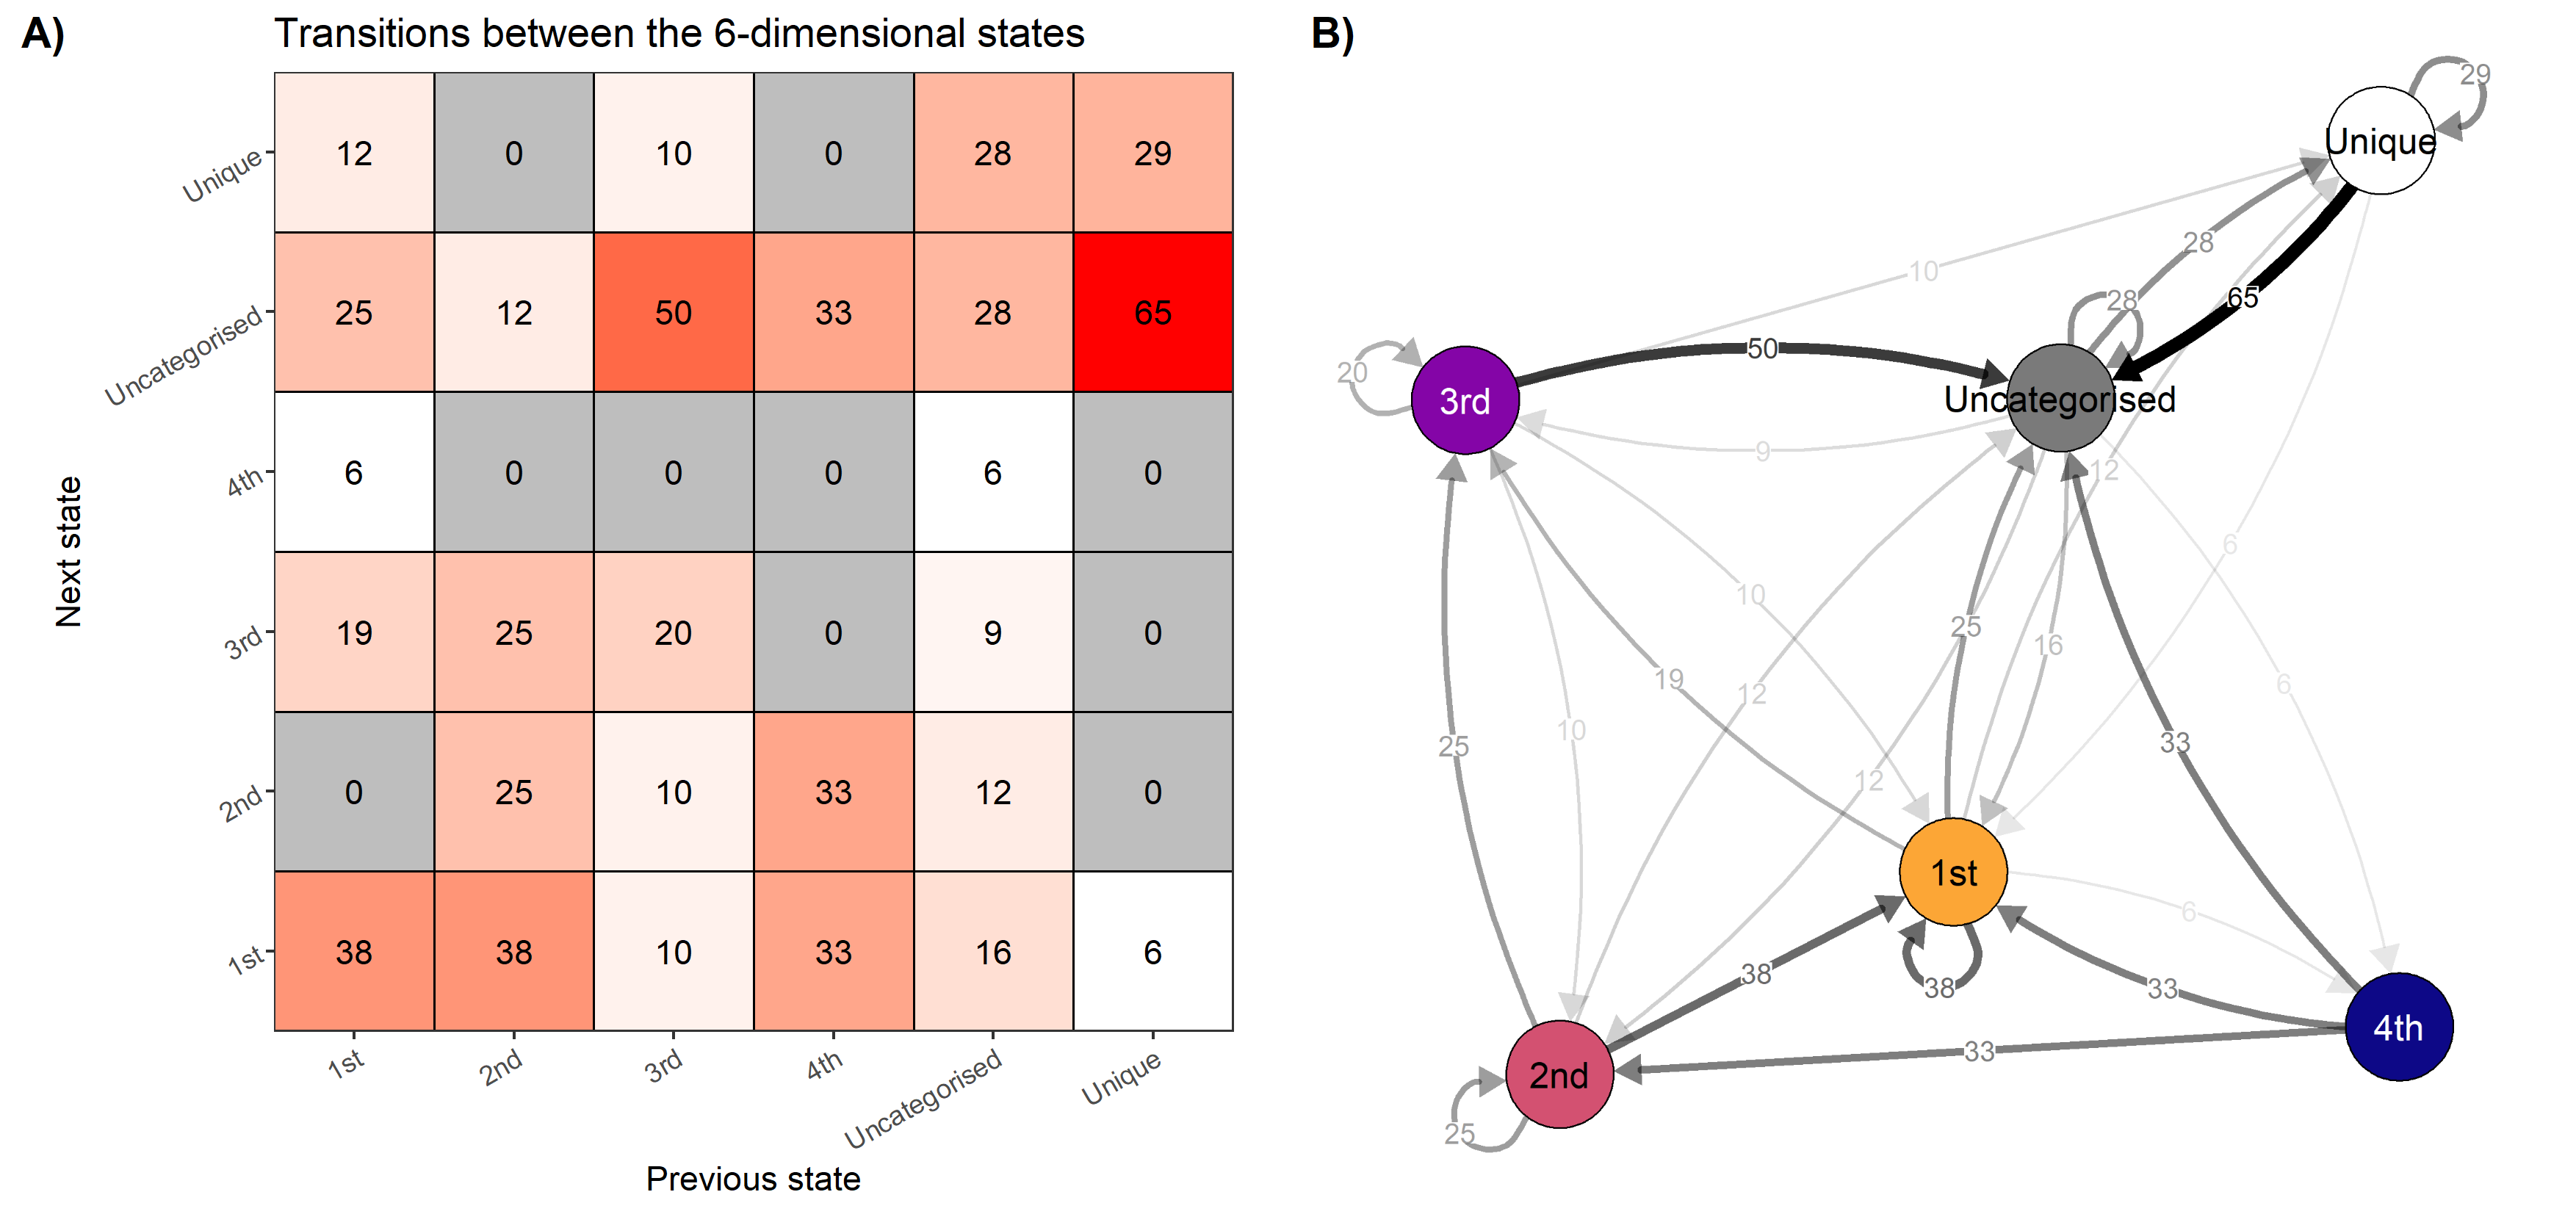 A)
Transitions between the 6-dimensional states
Unique
12 0 10 0 28 29
Uncategorised
25 12 50 33 28 65
4th
6 0 0 0 6 0
3rd
19 25 20 0 9 0
2nd
0 25 10 33 12 0
1st
38 38 10 33 16 6
1st 2nd 3rd 4th Uncategorised Unique
Next state
Previous state
B)
29
Unique
28
10
28
65
50
20
3rd
Uncategorised
9
12
6
10
25
16
6
19
12
33
10
25
12
1st
6
38
38
33
4th
33
2nd
25